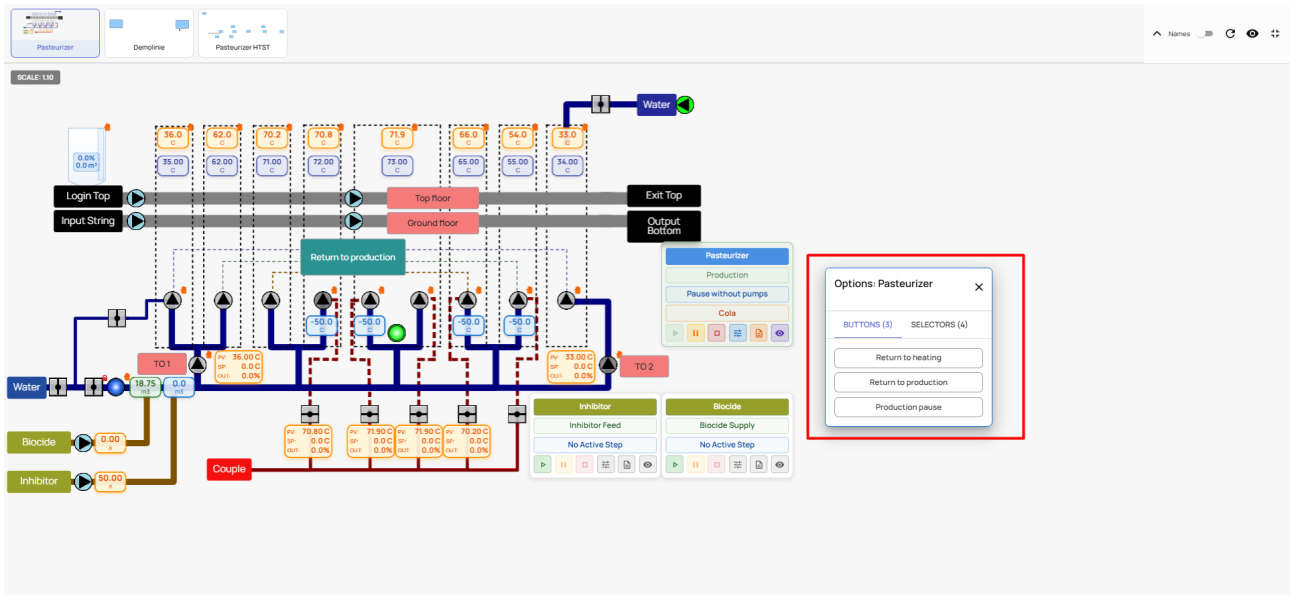 Pasteurizer
Demolinie
Pasteurizer HTST
Names
SCALE: 1.10
Water
36.0
C
62.0
C
70.2
C
70.8
C
71.9
C
66.0
C
54.0
C
33.0
C
0.0%
0.0 m³
35.00
C
62.00
C
71.00
C
72.00
C
73.00
C
65.00
C
55.00
C
34.00
C
Login Top
Top floor
Exit Top
Input String
Ground floor
Output
Bottom
Return to production
Pasteurizer
Production
Pause without pumps
Cola
Options: Pasteurizer
BUTTONS (3)
SELECTORS (4)
Return to heating
Return to production
Production pause
-50.0
C
-50.0
C
-50.0
C
-50.0
C
TO 1
PV: 36.00 C
SP: 0.0 C
OUT: 0.0%
PV: 33.00 C
SP: 0.0 C
OUT: 0.0%
TO 2
Water
18.75
m3
0.0
m3
Inhibitor
Inhibitor Feed
No Active Step
Biocide
Biocide Supply
No Active Step
Biocide
0.00
л
PV: 70.80 C
SP: 0.0 C
OUT: 0.0%
PV: 71.90 C
SP: 0.0 C
OUT: 0.0%
PV: 71.90 C
SP: 0.0 C
OUT: 0.0%
PV: 70.20 C
SP: 0.0 C
OUT: 0.0%
Couple
Inhibitor
50.00
л